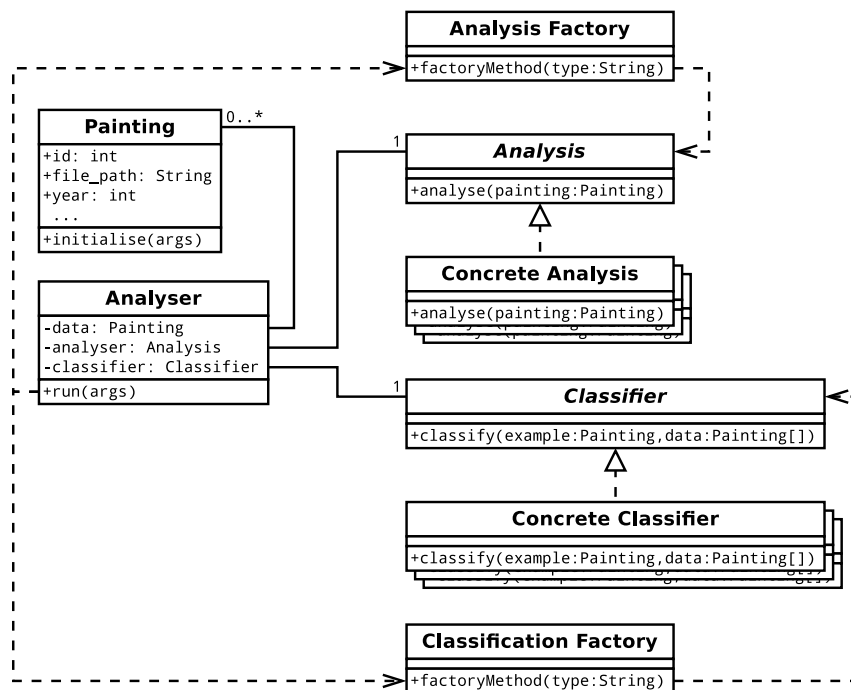 Analysis Factory
+factoryMethod(type:String)
Painting
0..*
+id: int
+file_path: String
+year: int
...
+initialise(args)
1
Analysis
+analyse(painting:Painting)
Concrete Analysis
+analyse(painting:Painting)
Analyser
-data: Painting
-analyser: Analysis
-classifier: Classifier
+run(args)
1
Classifier
+classify(example:Painting,data:Painting[])
Concrete Classifier
+classify(example:Painting,data:Painting[])
Classification Factory
+factoryMethod(type:String)